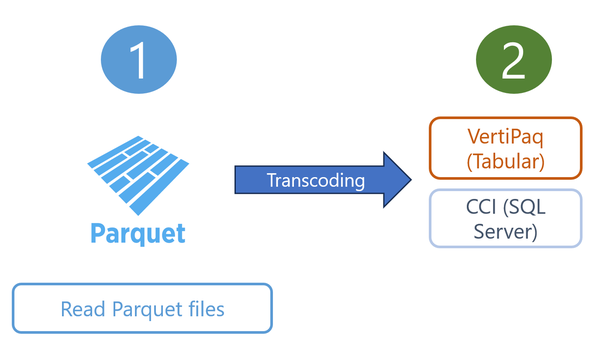 1
2
Parquet
Transcoding
VertiPaq
(Tabular)
CCI (SQL
Server)
Read Parquet files